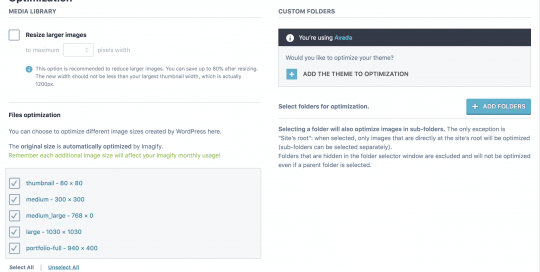 Optimization
MEDIA LIBRARY
Resize larger images
to maximum
pixels width
This option is recommended to reduce larger images. You can save up to 80% after resizing.
The new width should not be less than your largest thumbnail width, which is actually
1200px.
Files optimization
You can choose to optimize different image sizes created by WordPress here.
The original size is automatically optimized by Imagify.
Remember each additional image size will affect your Imagify monthly usage!
thumbnail - 80 × 80
medium - 300 × 300
medium_large - 768 × 0
large - 1030 × 1030
portfolio-full - 940 × 400
Select All | Unselect All
CUSTOM FOLDERS
You're using Avada
Would you like to optimize your theme?
ADD THE THEME TO OPTIMIZATION
Select folders for optimization.
ADD FOLDERS
Selecting a folder will also optimize images in sub-folders. The only exception is
"Site's root": when selected, only images that are directly at the site's root will be optimized
(sub-folders can be selected separately).
Folders that are hidden in the folder selector window are excluded and will not be optimized
even if a parent folder is selected.